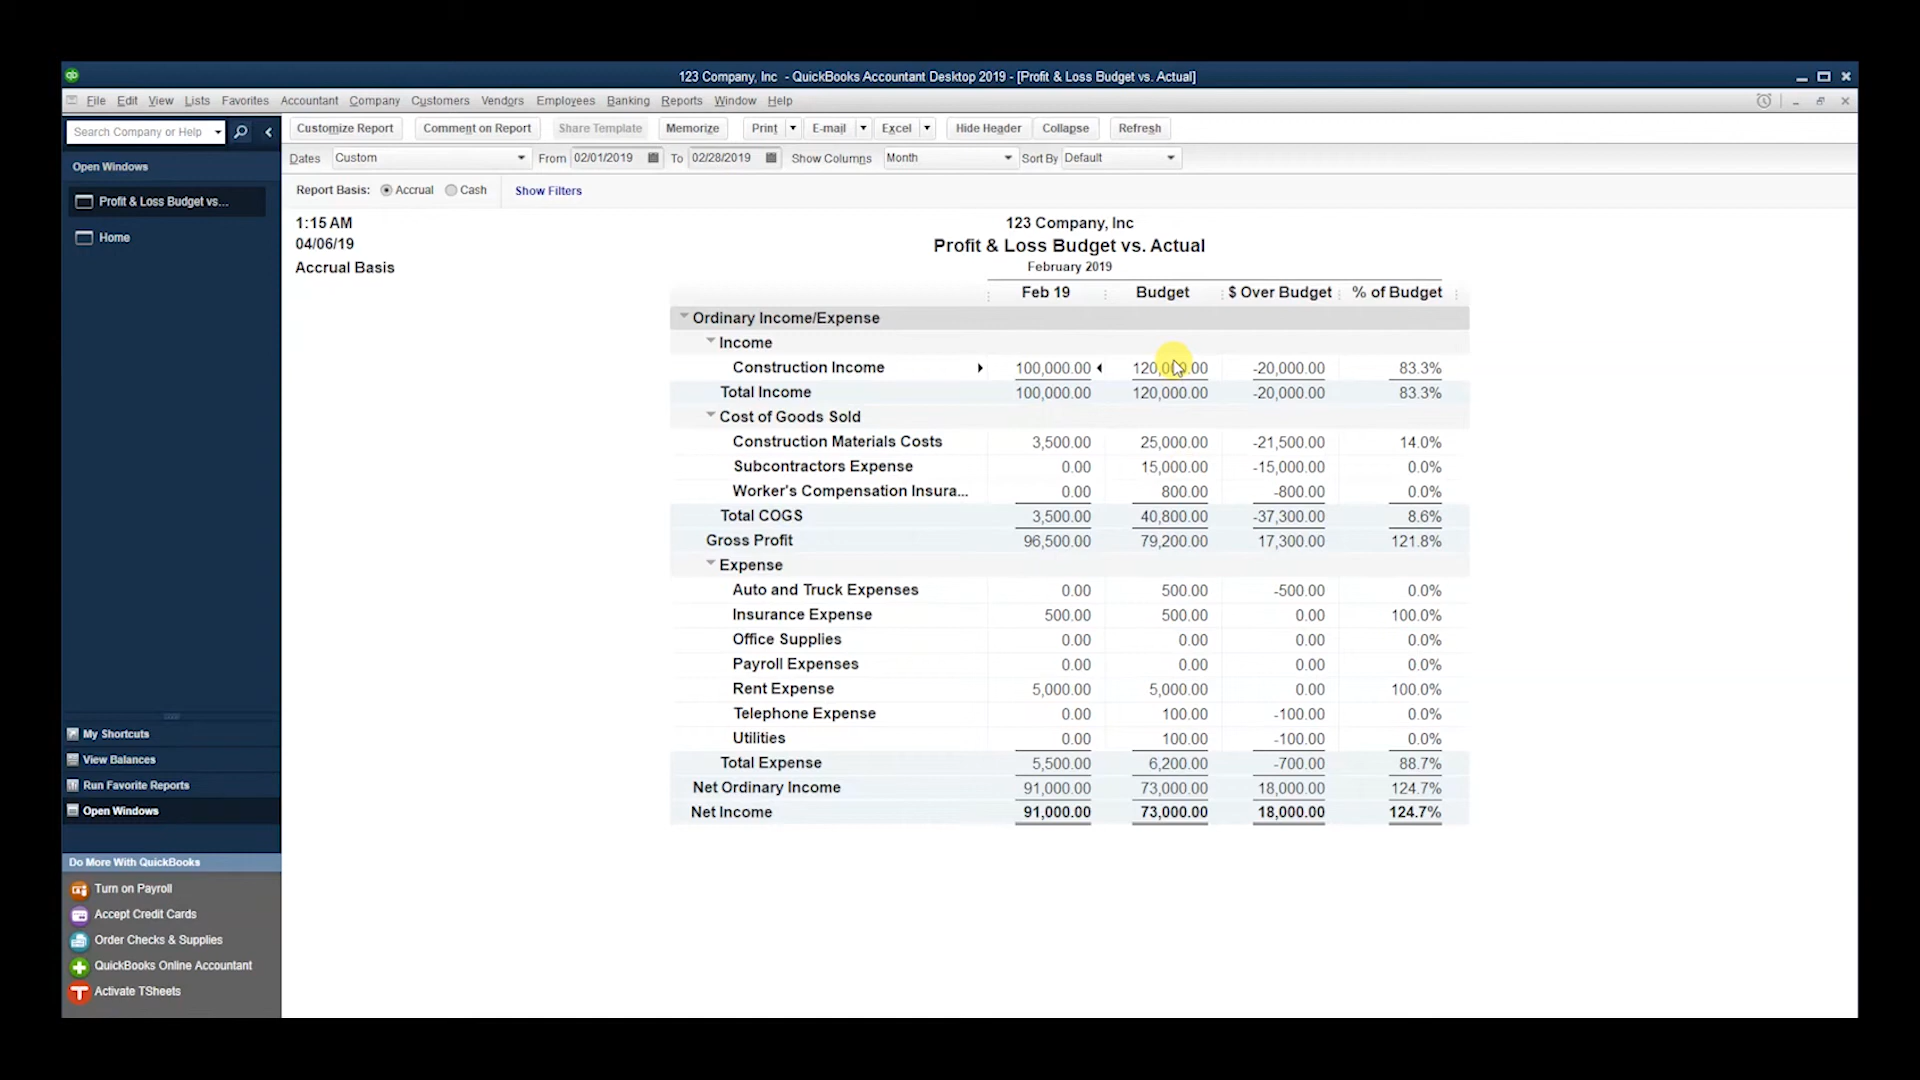 123 Company, Inc - QuickBooks Accountant Desktop 2019 - [Profit & Loss Budget vs. Actual]
File Edit View Lists Favorites Accountant Company Customers Vendors Employees Banking Reports Window Help
Search Company or Help
Open Windows
Profit & Loss Budget vs...
Home
My Shortcuts
View Balances
Run Favorite Reports
Open Windows
Do More With QuickBooks
Turn on Payroll
Accept Credit Cards
Order Checks & Supplies
QuickBooks Online Accountant
Activate TSheets
Customize Report Comment on Report Share Template Memorize Print E-mail Excel Hide Header Collapse Refresh
Dates Custom From 02/01/2019 To 02/28/2019 Show Columns Month Sort By Default
Report Basis: Accrual Cash Show Filters
1:15 AM
04/06/19
Accrual Basis
123 Company, Inc
Profit & Loss Budget vs. Actual
February 2019
Feb 19 Budget $ Over Budget % of Budget
Ordinary Income/Expense
Income
Construction Income 100,000.00 120,000.00 -20,000.00 83.3%
Total Income 100,000.00 120,000.00 -20,000.00 83.3%
Cost of Goods Sold
Construction Materials Costs 3,500.00 25,000.00 -21,500.00 14.0%
Subcontractors Expense 0.00 15,000.00 -15,000.00 0.0%
Worker's Compensation Insura... 0.00 800.00 -800.00 0.0%
Total COGS 3,500.00 40,800.00 -37,300.00 8.6%
Gross Profit 96,500.00 79,200.00 17,300.00 121.8%
Expense
Auto and Truck Expenses 0.00 500.00 -500.00 0.0%
Insurance Expense 500.00 500.00 0.00 100.0%
Office Supplies 0.00 0.00 0.00 0.0%
Payroll Expenses 0.00 0.00 0.00 0.0%
Rent Expense 5,000.00 5,000.00 0.00 100.0%
Telephone Expense 0.00 100.00 -100.00 0.0%
Utilities 0.00 100.00 -100.00 0.0%
Total Expense 5,500.00 6,200.00 -700.00 88.7%
Net Ordinary Income 91,000.00 73,000.00 18,000.00 124.7%
Net Income 91,000.00 73,000.00 18,000.00 124.7%